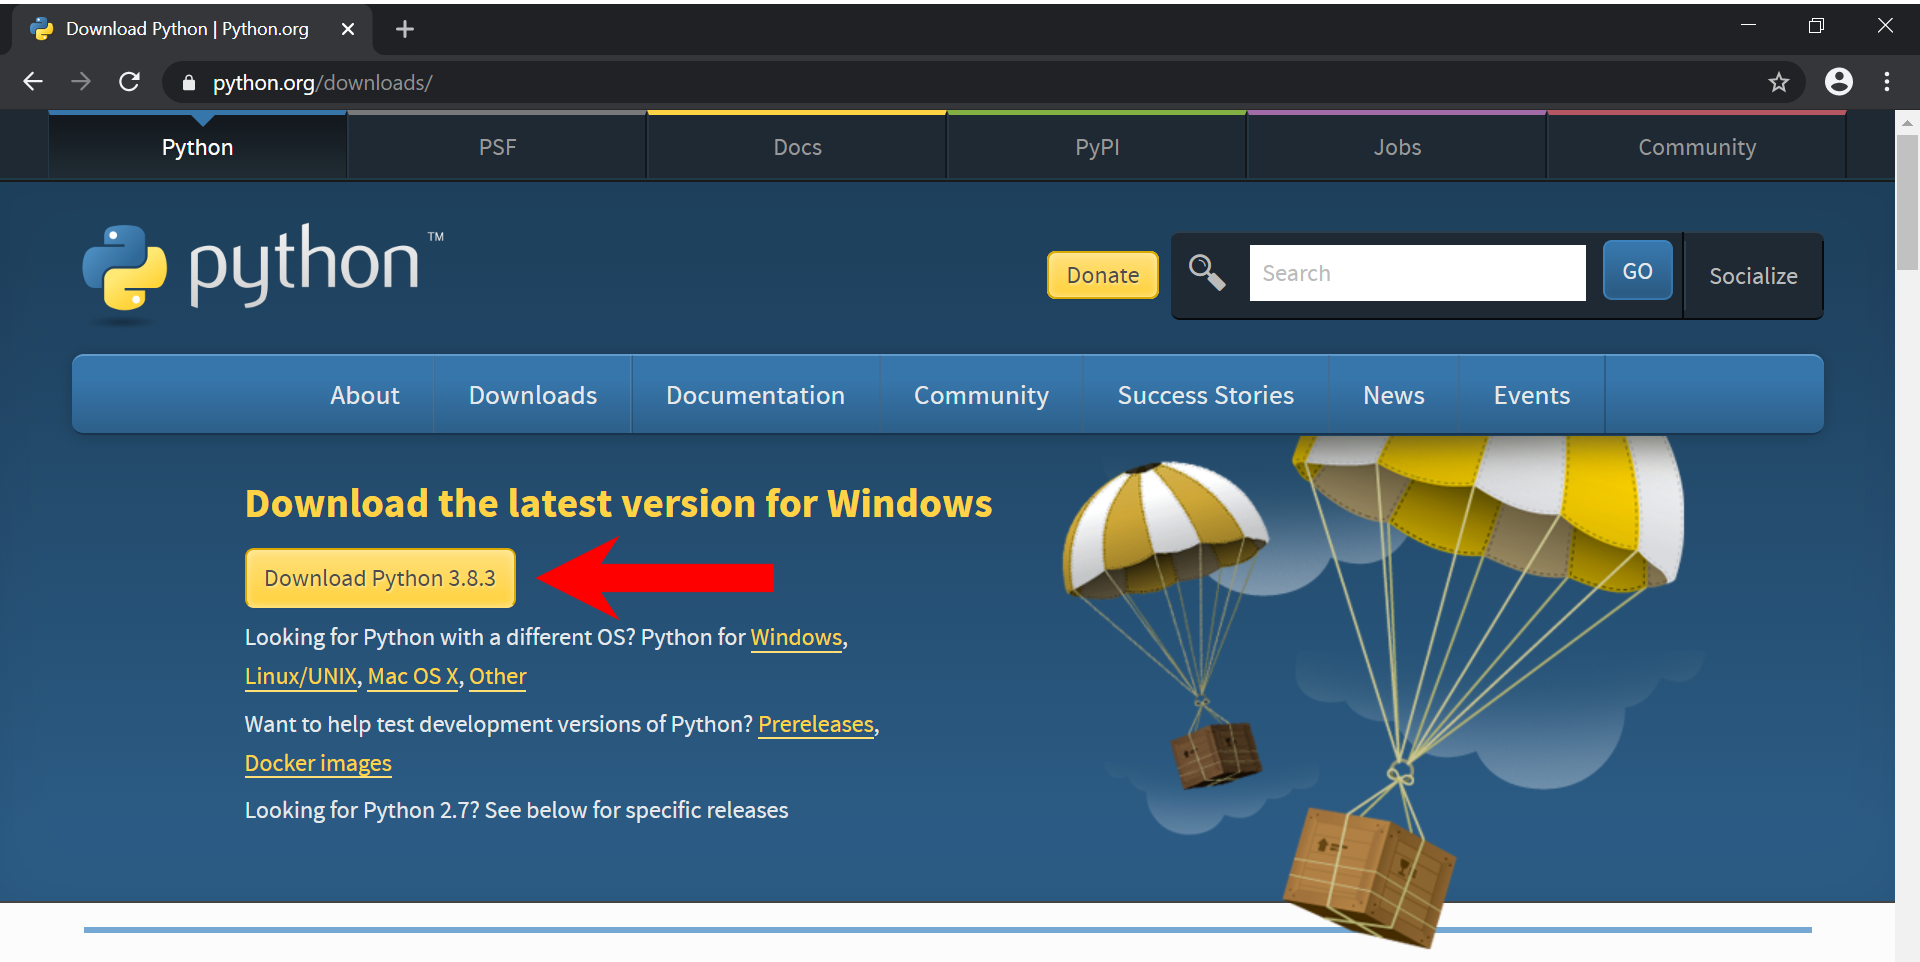 Download Python | Python.org
python.org/downloads/
Python PSF Docs PyPI Jobs Community
python™
Donate Search GO Socialize
About Downloads Documentation Community Success Stories News Events
Download the latest version for Windows
Download Python 3.8.3
Looking for Python with a different OS? Python for Windows,
Linux/UNIX, Mac OS X, Other
Want to help test development versions of Python? Prereleases,
Docker images
Looking for Python 2.7? See below for specific releases